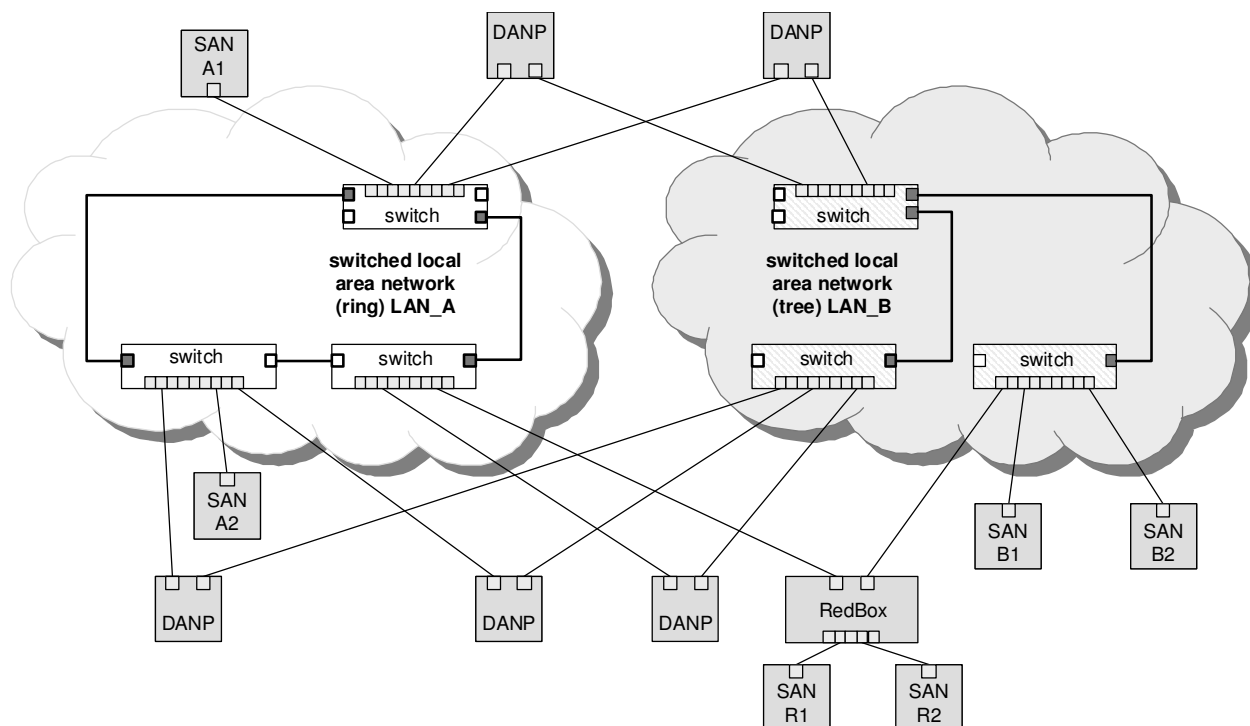 SAN
A1
DANP
DANP
switch
switch
switched local
area network
(ring) LAN_A
switched local
area network
(tree) LAN_B
switch
switch
switch
switch
SAN
A2
SAN
B1
SAN
B2
DANP
DANP
DANP
RedBox
SAN
R1
SAN
R2